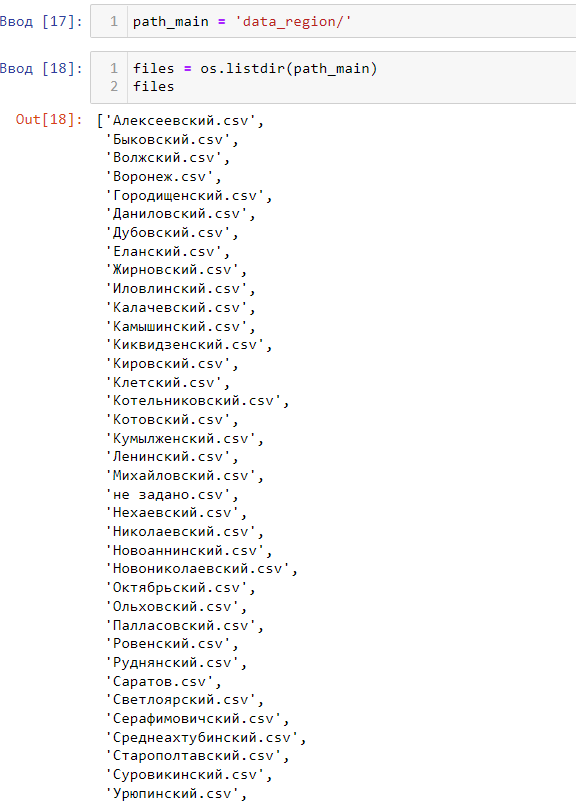 Ввод [17]: 1 path_main = 'data_region/'
Ввод [18]: 1 files = os.listdir(path_main)
2 files
Out[18]: ['Алексеевский.csv',
'Быковский.csv',
'Волжский.csv',
'Воронеж.csv',
'Городищенский.csv',
'Даниловский.csv',
'Дубовский.csv',
'Еланский.csv',
'Жирновский.csv',
'Иловлинский.csv',
'Калачевский.csv',
'Камышинский.csv',
'Киквидзенский.csv',
'Кировский.csv',
'Клетский.csv',
'Котельниковский.csv',
'Котовский.csv',
'Кумылженский.csv',
'Ленинский.csv',
'Михайловский.csv',
'не задано.csv',
'Нехаевский.csv',
'Николаевский.csv',
'Новоаннинский.csv',
'Новониколаевский.csv',
'Октябрьский.csv',
'Ольховский.csv',
'Палласовский.csv',
'Ровенский.csv',
'Руднянский.csv',
'Саратов.csv',
'Светлоярский.csv',
'Серафимовичский.csv',
'Среднеахтубинский.csv',
'Старополтавский.csv',
'Суровикинский.csv',
'Урюпинский.csv',